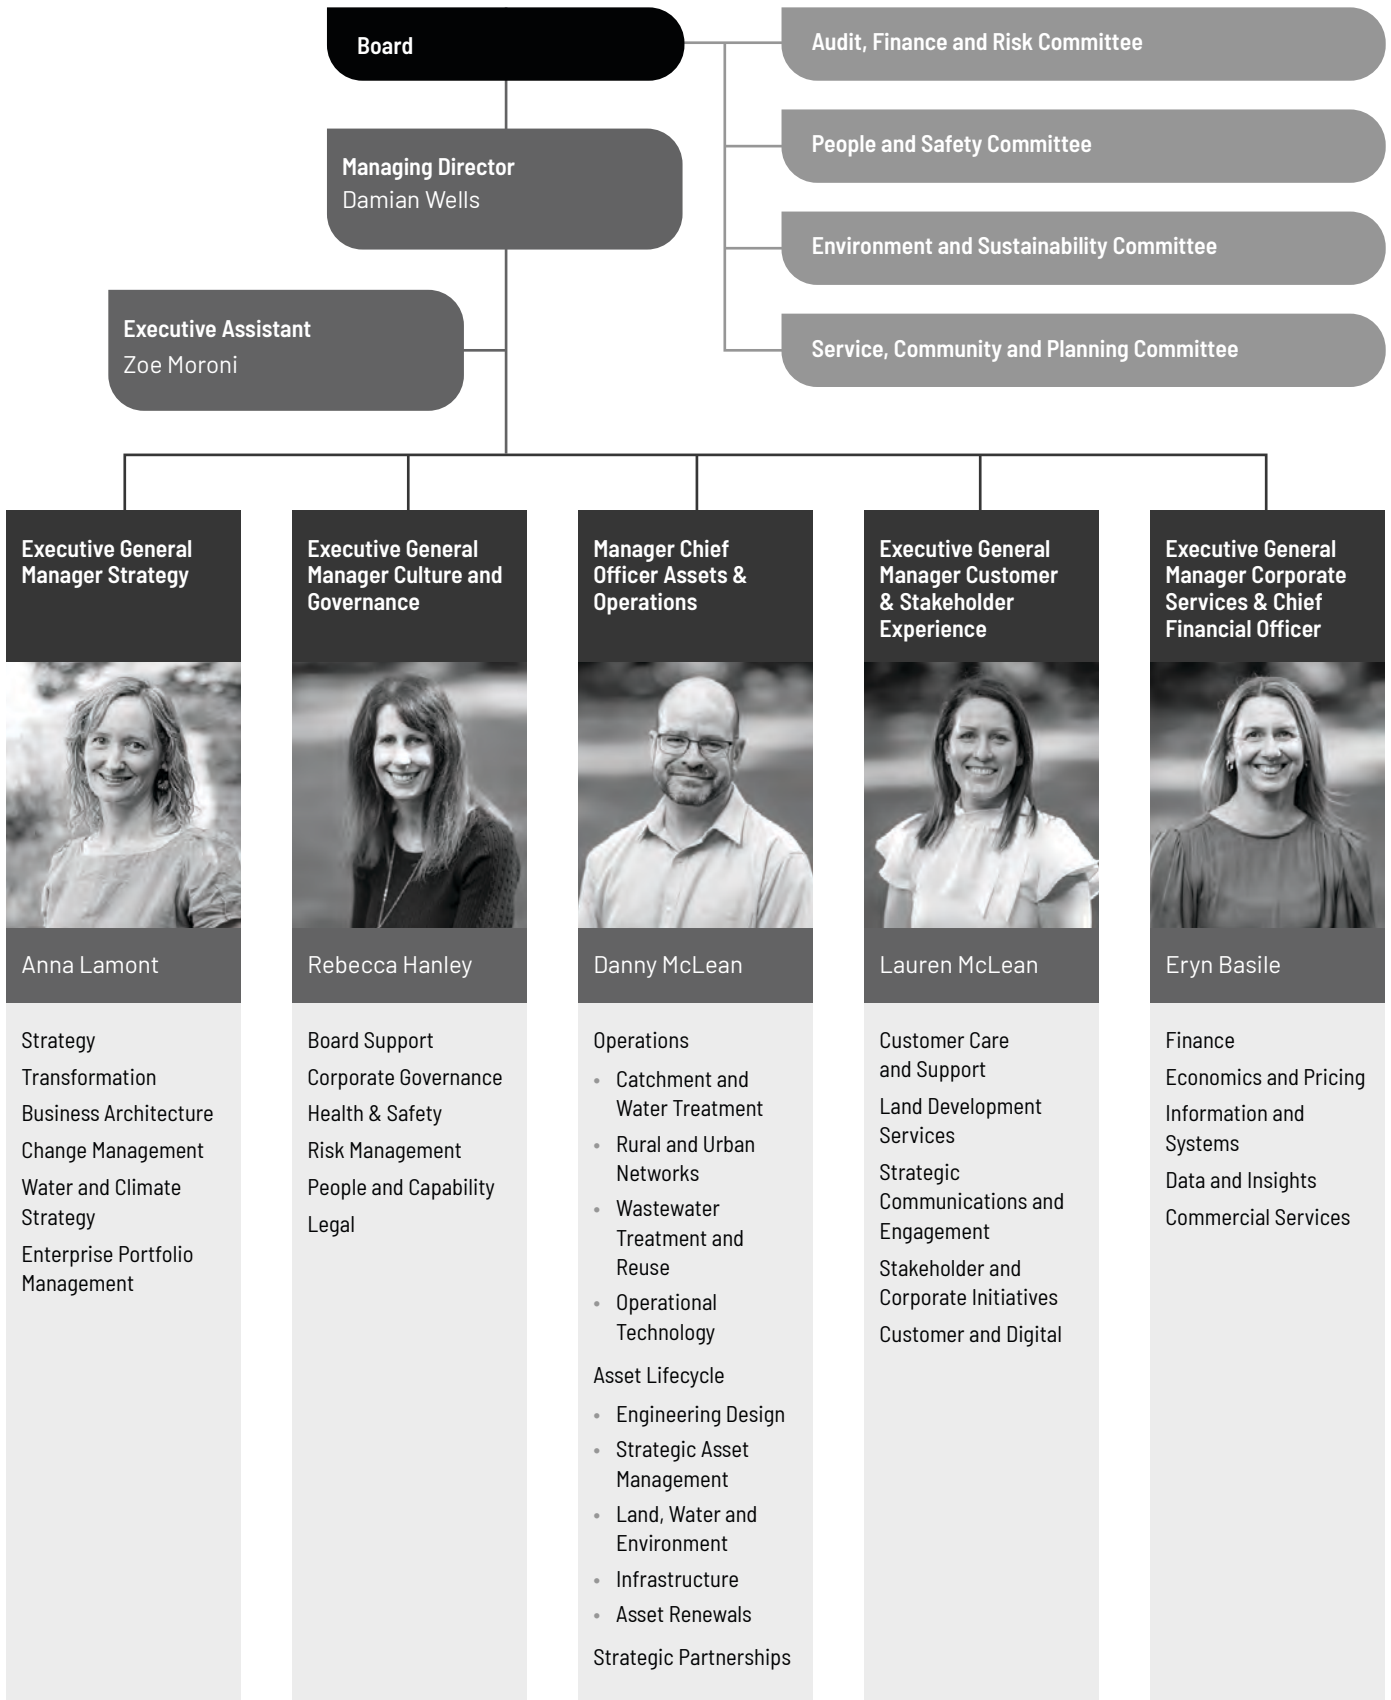 Board
Audit, Finance and Risk Committee
People and Safety Committee
Environment and Sustainability Committee
Service, Community and Planning Committee
Managing Director
Damian Wells
Executive Assistant
Zoe Moroni
Executive General
Manager Strategy
Anna Lamont
Strategy
Transformation
Business Architecture
Change Management
Water and Climate
Strategy
Enterprise Portfolio
Management
Executive General
Manager Culture and
Governance
Rebecca Hanley
Board Support
Corporate Governance
Health & Safety
Risk Management
People and Capability
Legal
Manager Chief
Officer Assets &
Operations
Danny McLean
Operations
• Catchment and
Water Treatment
• Rural and Urban
Networks
• Wastewater
Treatment and
Reuse
• Operational
Technology
Asset Lifecycle
• Engineering Design
• Strategic Asset
Management
• Land, Water and
Environment
• Infrastructure
• Asset Renewals
Strategic Partnerships
Executive General
Manager Customer
& Stakeholder
Experience
Lauren McLean
Customer Care
and Support
Land Development
Services
Strategic
Communications and
Engagement
Stakeholder and
Corporate Initiatives
Customer and Digital
Executive General
Manager Corporate
Services & Chief
Financial Officer
Eryn Basile
Finance
Economics and Pricing
Information and
Systems
Data and Insights
Commercial Services